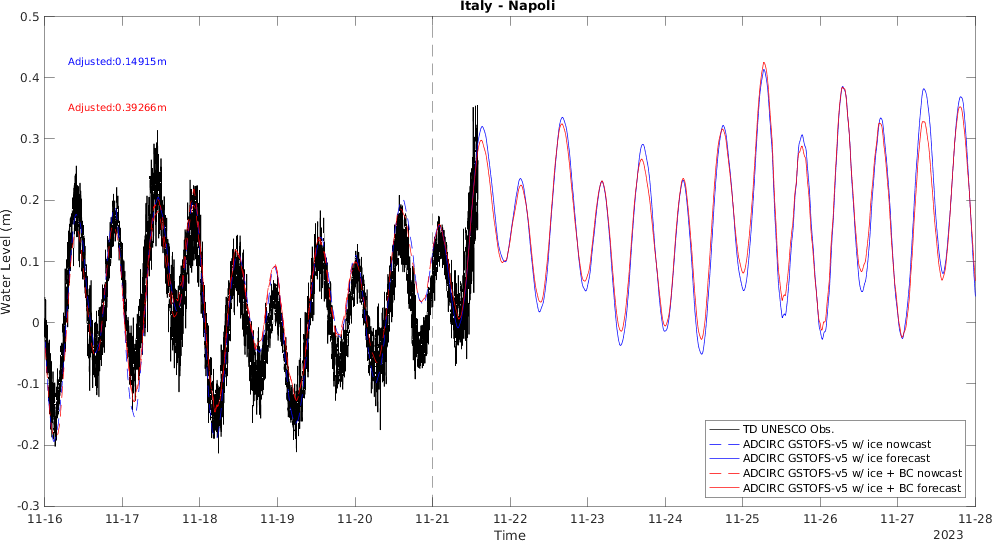 Italy - Napoli
Adjusted:0.14915m
Adjusted:0.39266m
Water Level (m)
0.5
0.4
0.3
0.2
0.1
0
-0.1
-0.2
-0.3
TD UNESCO Obs.
ADCIRC GSTOFS-v5 w/ ice nowcast
ADCIRC GSTOFS-v5 w/ ice forecast
ADCIRC GSTOFS-v5 w/ ice + BC nowcast
ADCIRC GSTOFS-v5 w/ ice + BC forecast
11-16 11-17 11-18 11-19 11-20 11-21 11-22 11-23 11-24 11-25 11-26 11-27 11-28
Time
2023